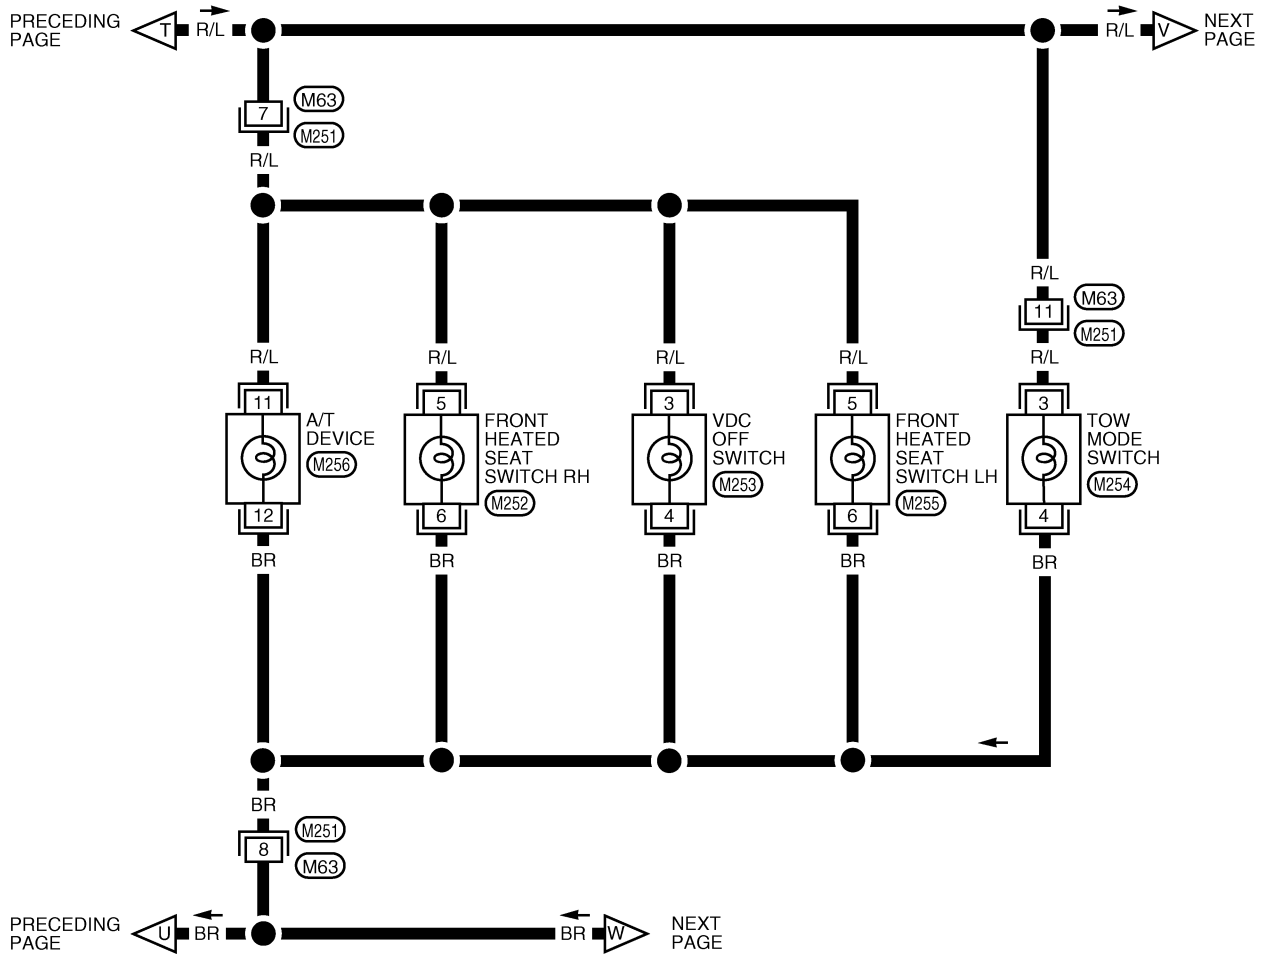 PRECEDING
PAGE
T
R/L
R/L
V
NEXT
PAGE
7
M63
M251
R/L
R/L
11
M63
M251
R/L
R/L
R/L
R/L
R/L
11
A/T
DEVICE
M256
12
5
FRONT
HEATED
SEAT
SWITCH RH
M252
6
3
VDC
OFF
SWITCH
M253
4
5
FRONT
HEATED
SEAT
SWITCH LH
M255
6
3
TOW
MODE
SWITCH
M254
4
BR
BR
BR
BR
BR
BR
M251
8
M63
PRECEDING
PAGE
U
BR
BR
W
NEXT
PAGE